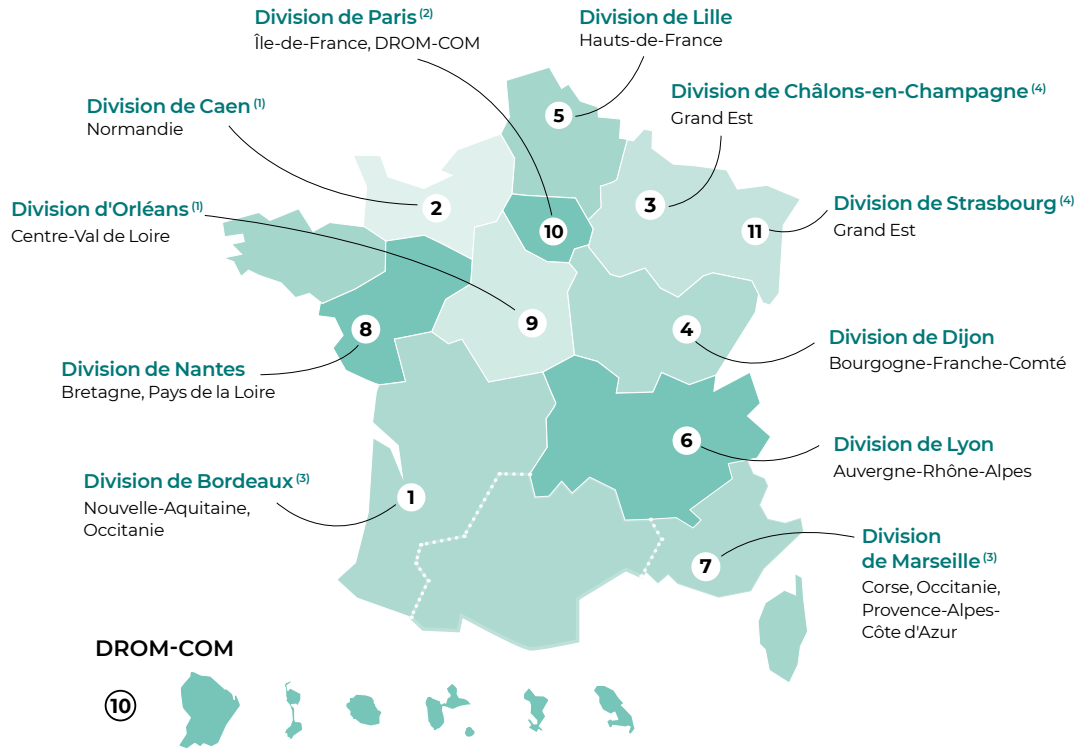 Division de Paris (2)
Île-de-France, DROM-COM
Division de Lille
Hauts-de-France
Division de Caen (1)
Normandie
Division de Châlons-en-Champagne (4)
Grand Est
5
2
3
Division d'Orléans (1)
Centre-Val de Loire
10
11
Division de Strasbourg (4)
Grand Est
8
9
4
Division de Dijon
Bourgogne-Franche-Comté
Division de Nantes
Bretagne, Pays de la Loire
6
Division de Lyon
Auvergne-Rhône-Alpes
Division de Bordeaux (3)
Nouvelle-Aquitaine,
Occitanie
1
7
Division
de Marseille (3)
Corse, Occitanie,
Provence-Alpes-
Côte d'Azur
DROM-COM
10